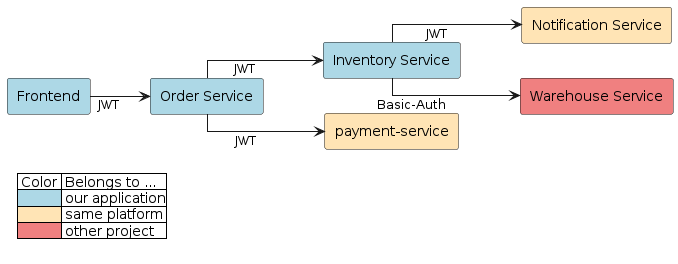 Notification Service
JWT
Inventory Service
JWT
Frontend
JWT
Order Service
Warehouse Service
Basic-Auth
payment-service
JWT
Color Belongs to ...
our application
same platform
other project